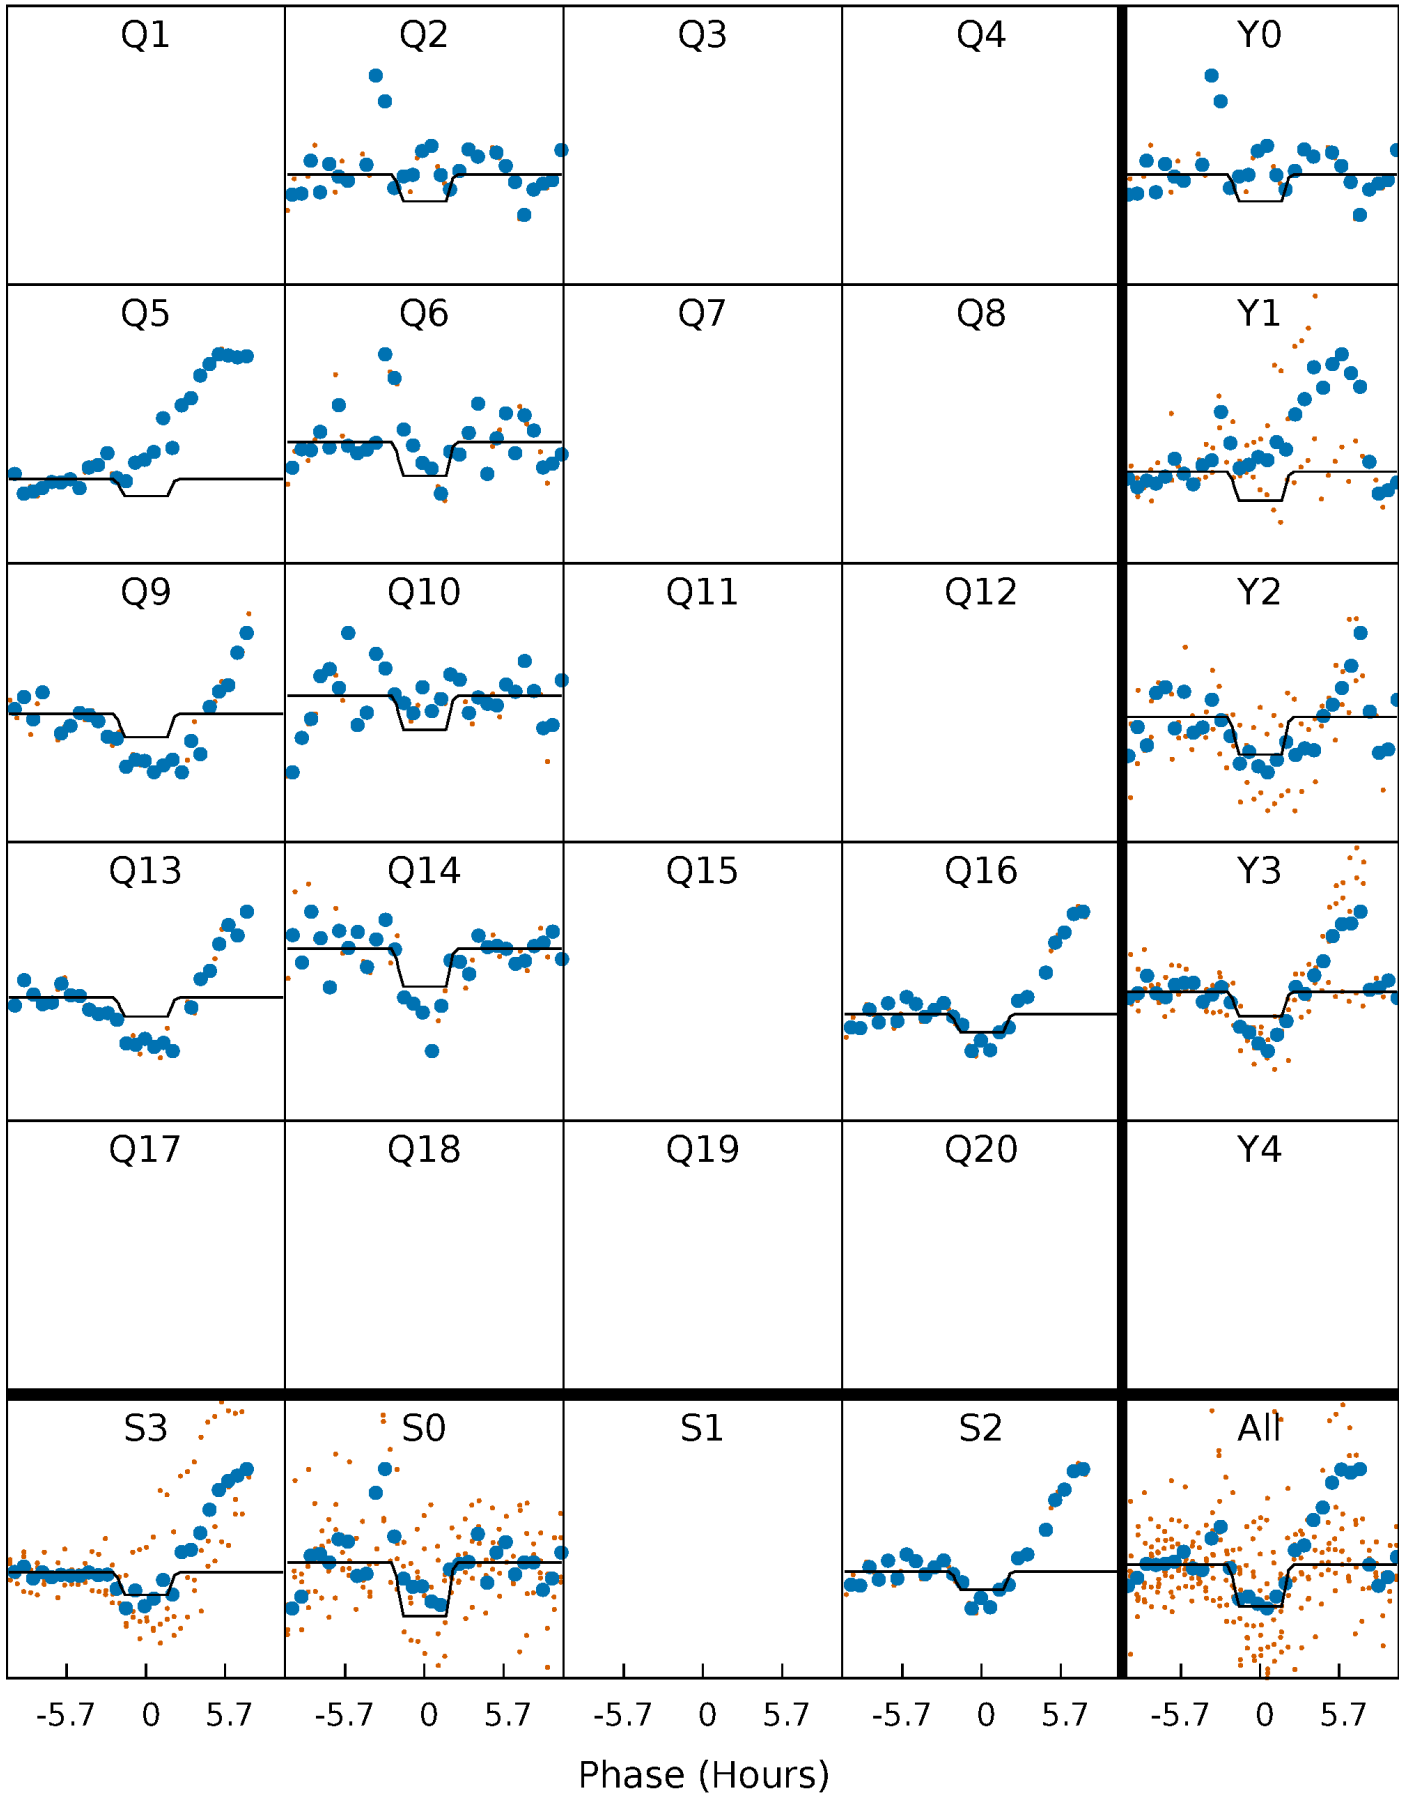 Q1 Q2 Q3 Q4 Y0
Q5 Q6 Q7 Q8 Y1
Q9 Q10 Q11 Q12 Y2
Q13 Q14 Q15 Q16 Y3
Q17 Q18 Q19 Q20 Y4
S3 S0 S1 S2 All
-5.7 0 5.7 -5.7 0 5.7 -5.7 0 5.7 -5.7 0 5.7 -5.7 0 5.7
Phase (Hours)